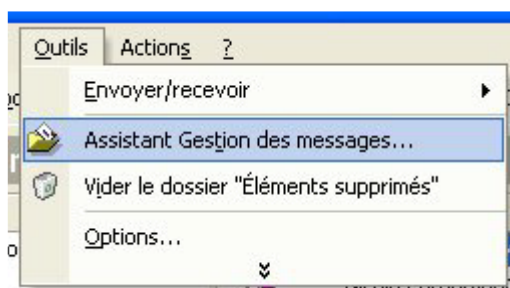 Outils Actions ?
Envoyer/recevoir
Assistant Gestion des messages...
Vider le dossier "Éléments supprimés"
Options...